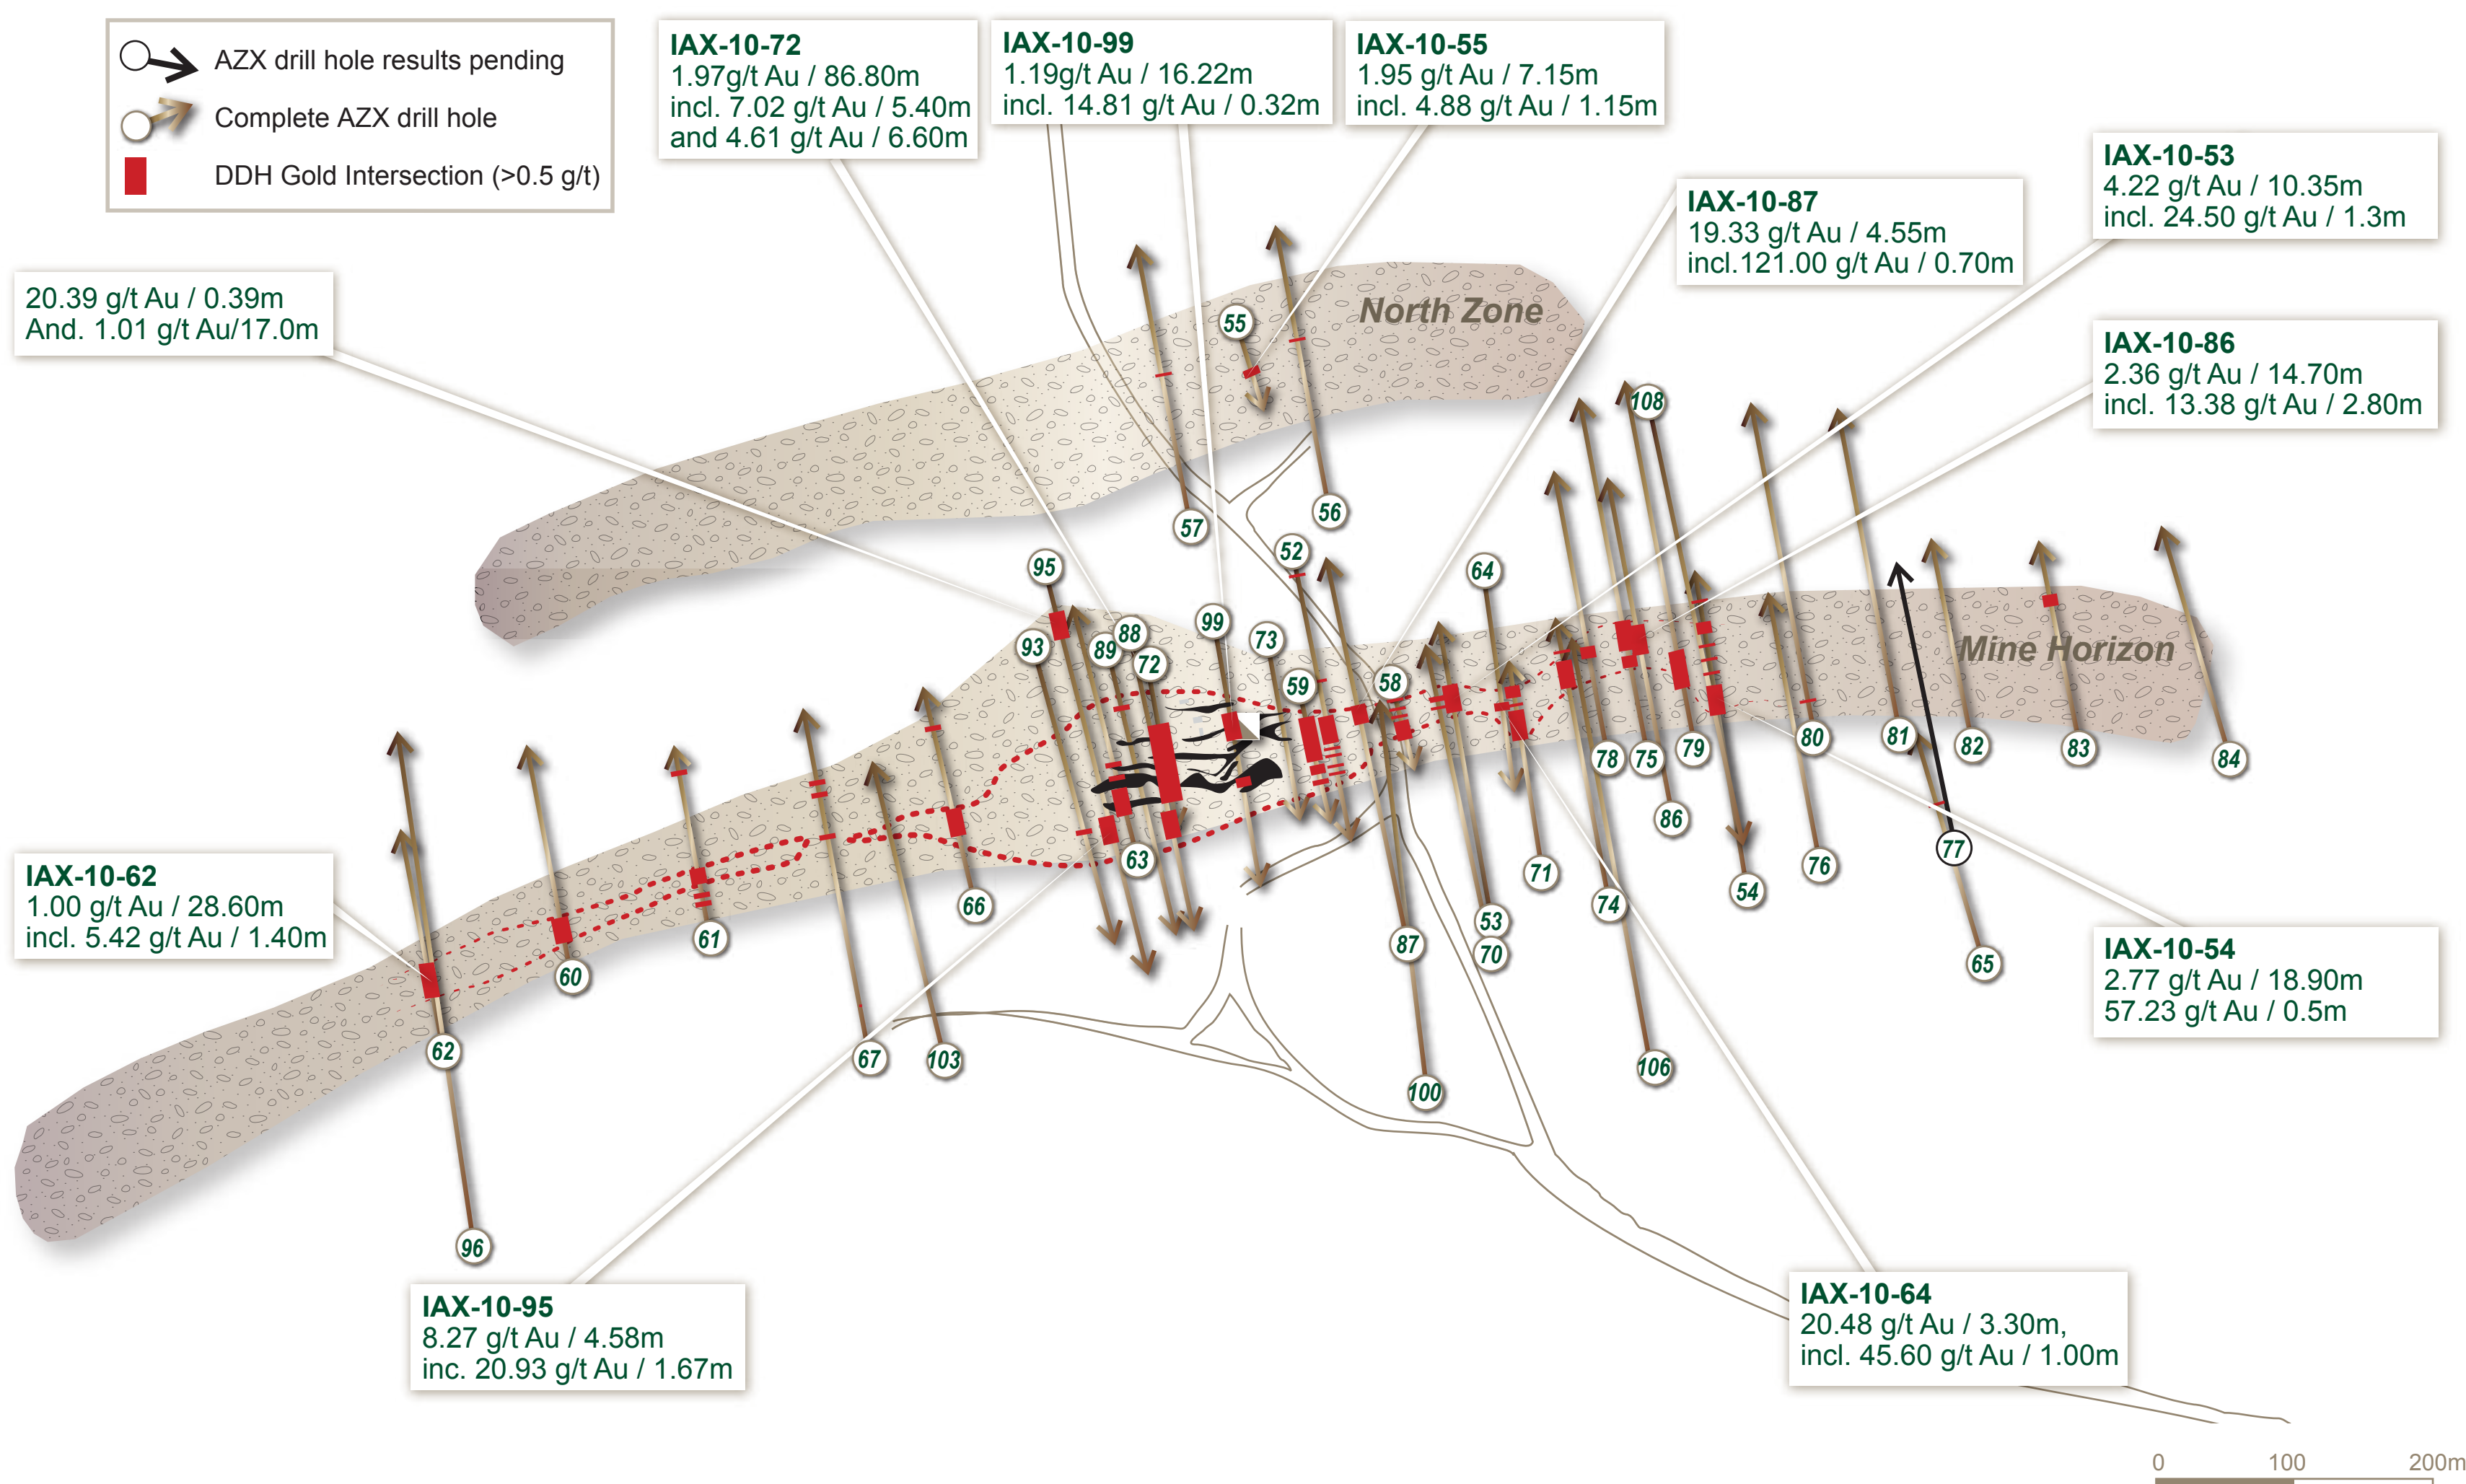 AZX drill hole results pending
Complete AZX drill hole
DDH Gold Intersection (>0.5 g/t)
IAX-10-72
1.97g/t Au / 86.80m
incl. 7.02 g/t Au / 5.40m
and 4.61 g/t Au / 6.60m
IAX-10-99
1.19g/t Au / 16.22m
incl. 14.81 g/t Au / 0.32m
IAX-10-55
1.95 g/t Au / 7.15m
incl. 4.88 g/t Au / 1.15m
IAX-10-53
4.22 g/t Au / 10.35m
incl. 24.50 g/t Au / 1.3m
IAX-10-87
19.33 g/t Au / 4.55m
incl.121.00 g/t Au / 0.70m
20.39 g/t Au / 0.39m
And. 1.01 g/t Au/17.0m
IAX-10-86
2.36 g/t Au / 14.70m
incl. 13.38 g/t Au / 2.80m
North Zone
55
108
56
57
52
95
64
99
88
93
89
73
72
Mine Horizon
59
58
81
80
82
83
79
78
75
84
86
77
63
76
71
54
66
74
53
61
87
70
65
60
IAX-10-62
1.00 g/t Au / 28.60m
incl. 5.42 g/t Au / 1.40m
IAX-10-54
2.77 g/t Au / 18.90m
57.23 g/t Au / 0.5m
62
67
103
106
100
96
IAX-10-95
8.27 g/t Au / 4.58m
inc. 20.93 g/t Au / 1.67m
IAX-10-64
20.48 g/t Au / 3.30m,
incl. 45.60 g/t Au / 1.00m
0 100 200m